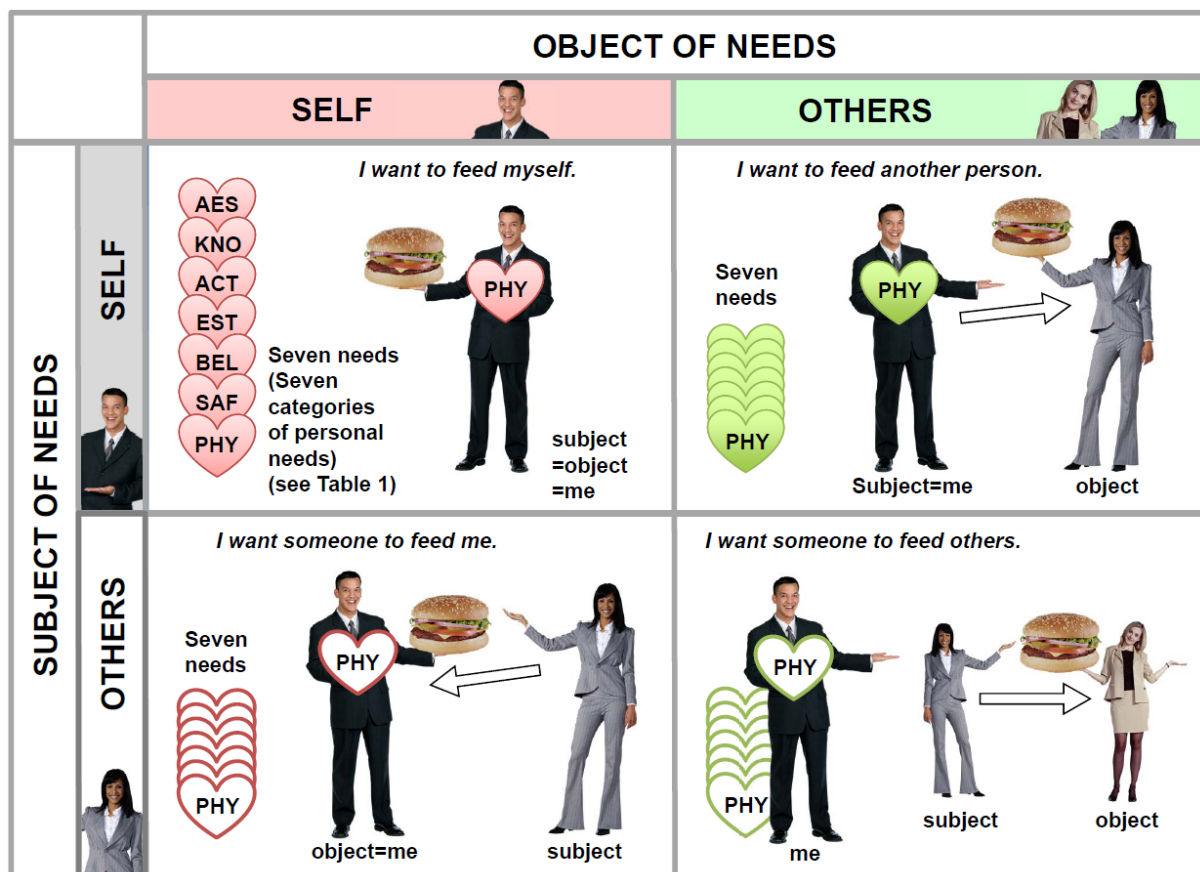 OBJECT OF NEEDS
SELF
OTHERS
SUBJECT OF NEEDS
SELF
I want to feed myself.
AES
KNO
ACT
EST
BEL
SAF
PHY
Seven needs
(Seven
categories
of personal
needs)
(see Table 1)
PHY
subject
=object
=me
I want to feed another person.
Seven
needs
PHY
PHY
Subject=me
object
OTHERS
I want someone to feed me.
Seven
needs
PHY
PHY
object=me
subject
I want someone to feed others.
PHY
PHY
me
subject
object